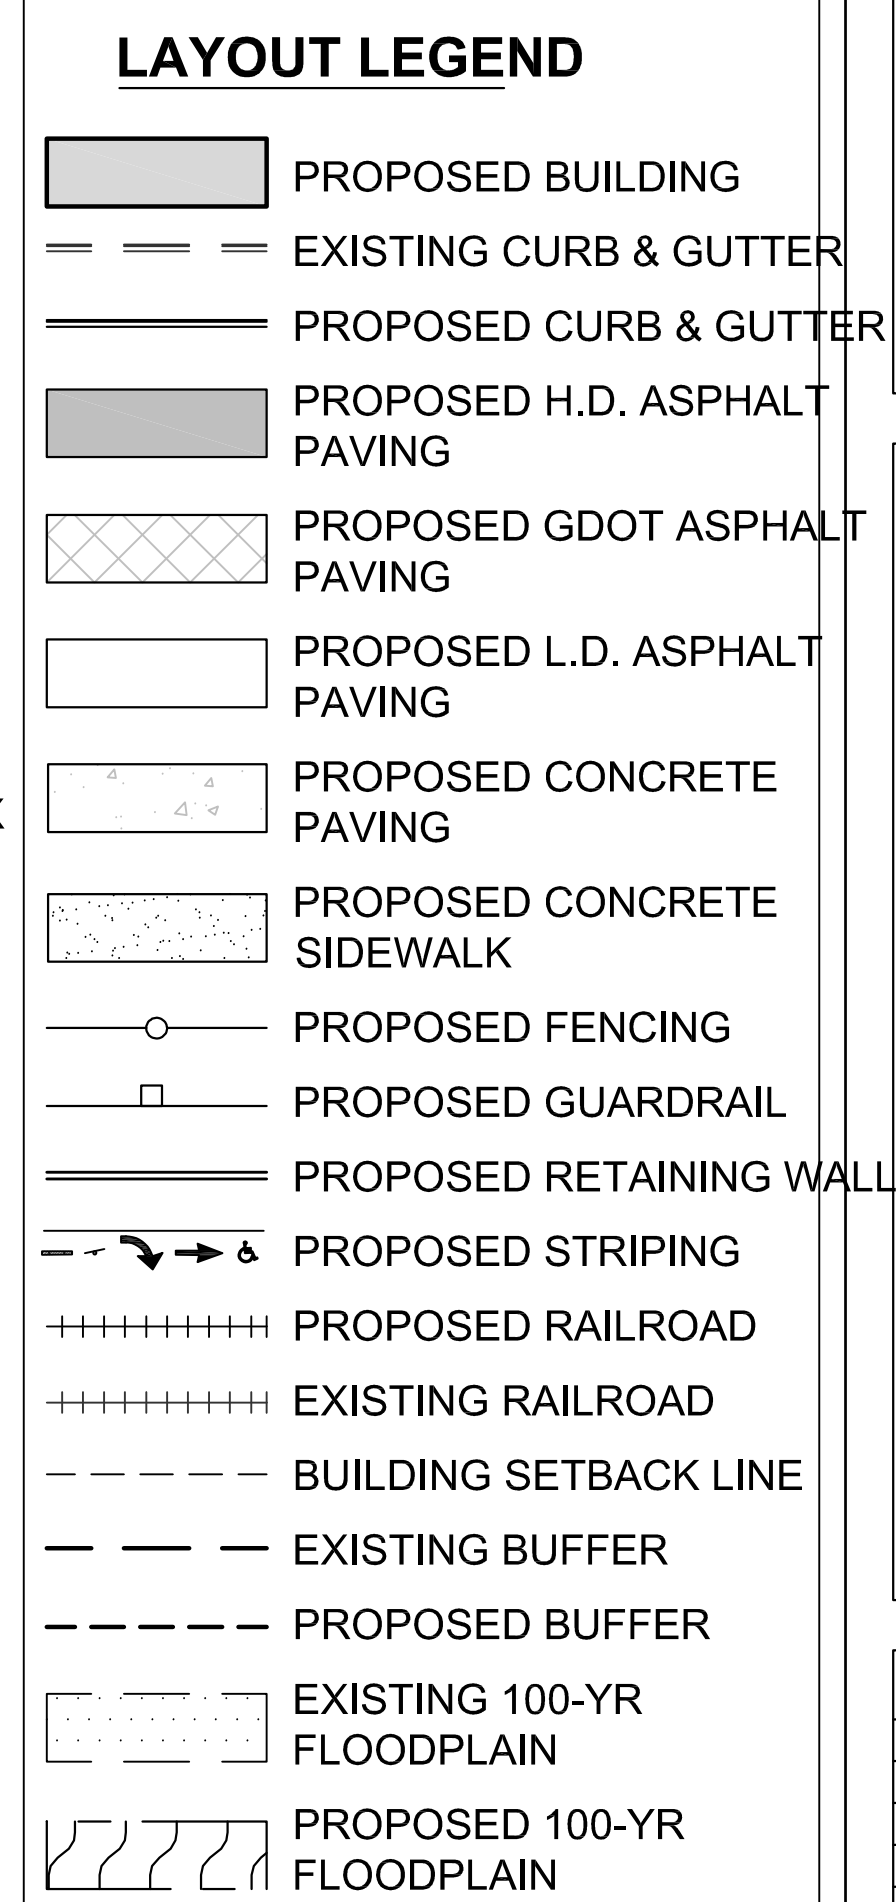 LAYOUT LEGEND
PROPOSED BUILDING
EXISTING CURB & GUTTER
PROPOSED CURB & GUTTER
PROPOSED H.D. ASPHALT
PAVING
PROPOSED GDOT ASPHALT
PAVING
PROPOSED L.D. ASPHALT
PAVING
PROPOSED CONCRETE
PAVING
PROPOSED CONCRETE
SIDEWALK
PROPOSED FENCING
PROPOSED GUARDRAIL
PROPOSED RETAINING WALL
PROPOSED STRIPING
PROPOSED RAILROAD
EXISTING RAILROAD
BUILDING SETBACK LINE
EXISTING BUFFER
PROPOSED BUFFER
EXISTING 100-YR
FLOODPLAIN
PROPOSED 100-YR
FLOODPLAIN